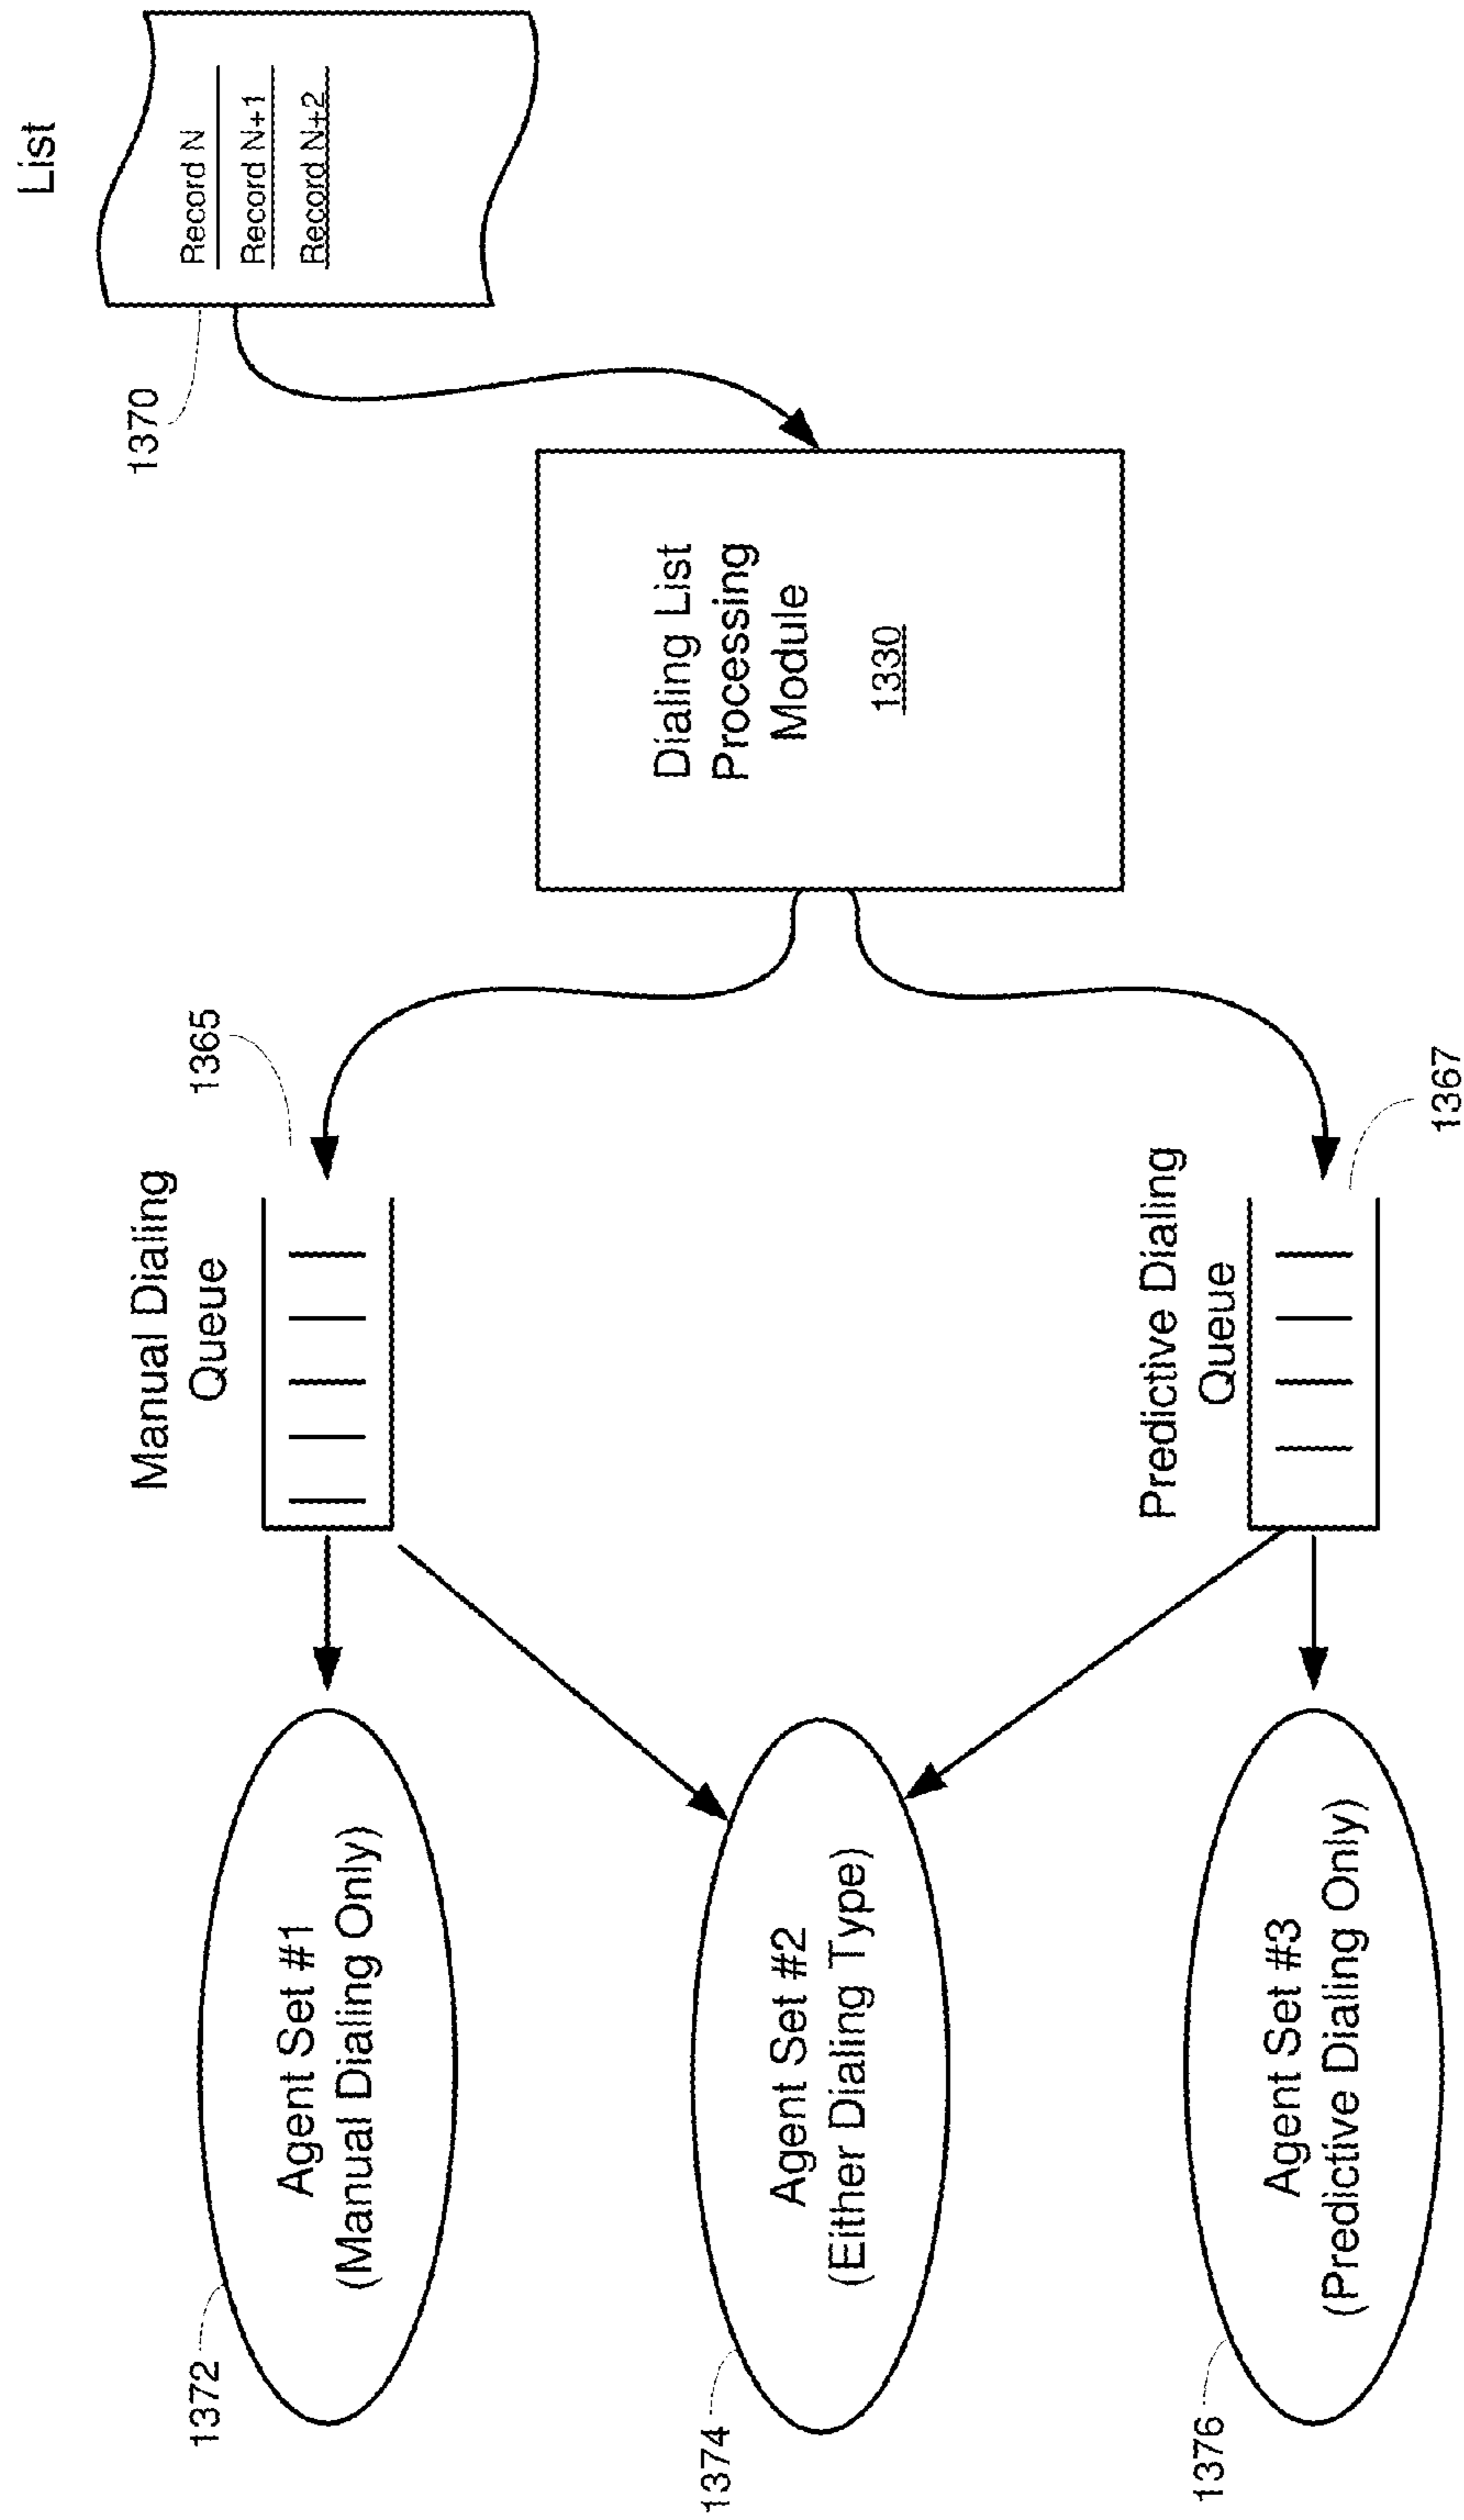 List
Record N
Record N+1
Record N+2
1370
Dialing List
Processing
Module
1330
1365
Manual Dialing
Queue
1367
Predictive Dialing
Queue
1372
Agent Set #1
(Manual Dialing Only)
1374
Agent Set #2
(Either Dialing Type)
1376
Agent Set #3
(Predictive Dialing Only)